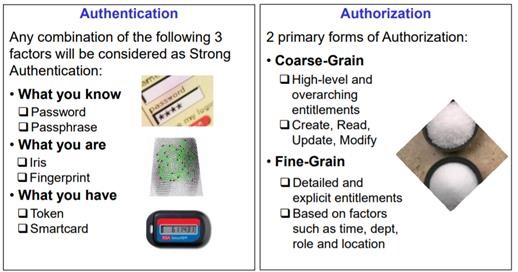 Authentication
Any combination of the following 3
factors will be considered as Strong
Authentication:
• What you know
❑ Password
❑ Passphrase
• What you are
❑ Iris
❑ Fingerprint
• What you have
❑ Token
❑ Smartcard
password
****
Authorization
2 primary forms of Authorization:
• Coarse-Grain
❑ High-level and
overarching
entitlements
❑ Create, Read,
Update, Modify
• Fine-Grain
❑ Detailed and
explicit entitlements
❑ Based on factors
such as time, dept,
role and location